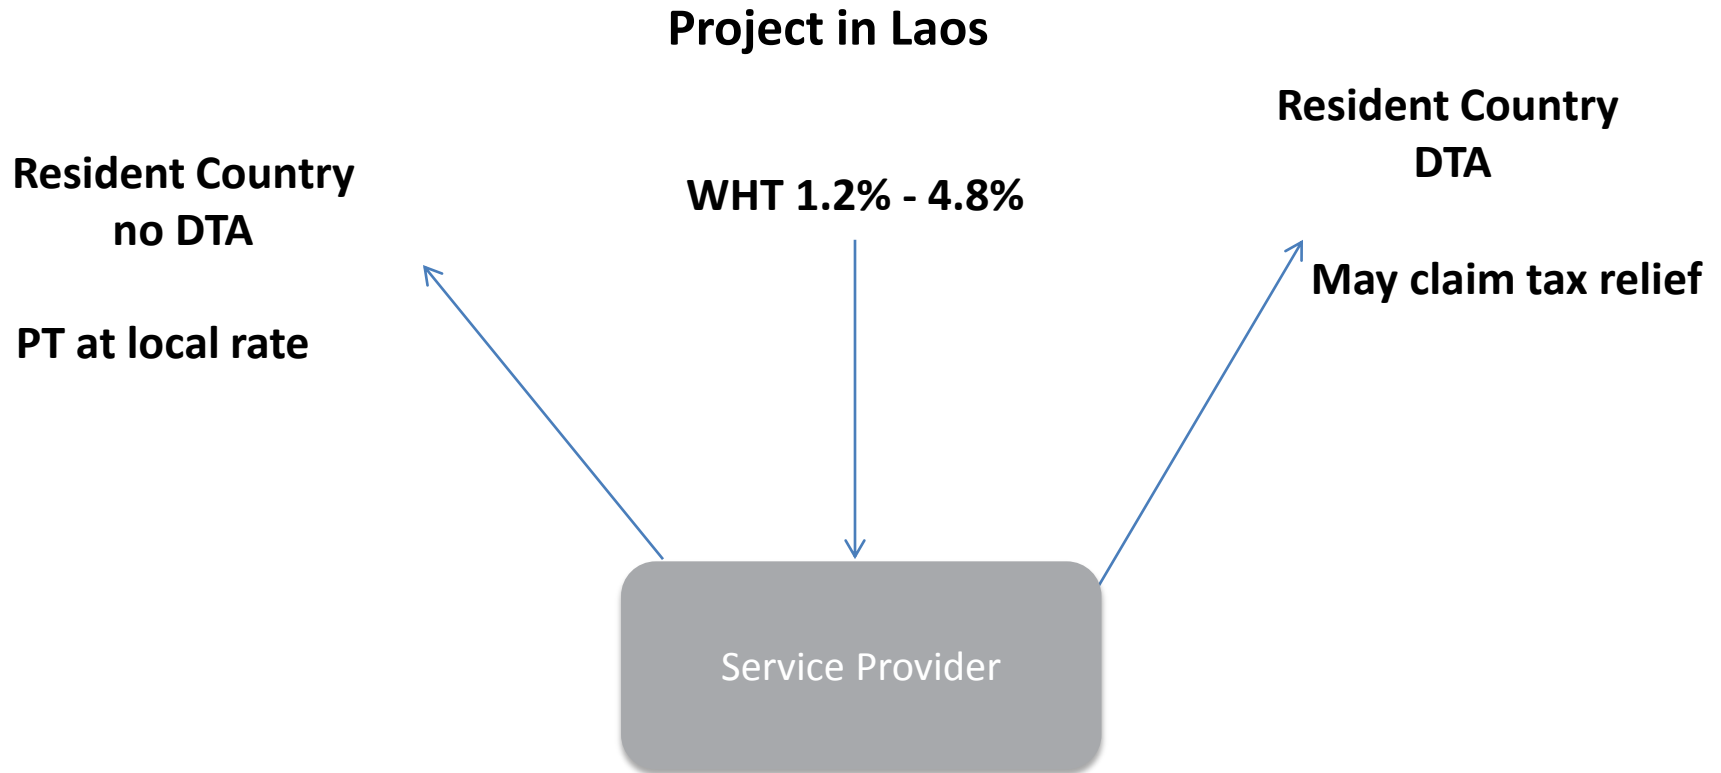 Project in Laos
Resident Country
no DTA
PT at local rate
WHT 1.2% - 4.8%
Resident Country
DTA
May claim tax relief
Service Provider